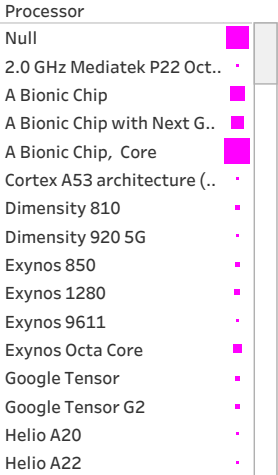 Processor
Null
2.0 GHz Mediatek P22 Oct..
A Bionic Chip
A Bionic Chip with Next G..
A Bionic Chip,  Core
Cortex A53 architecture (..
Dimensity 810
Dimensity 920 5G
Exynos 850
Exynos 1280
Exynos 9611
Exynos Octa Core
Google Tensor
Google Tensor G2
Helio A20
Helio A22